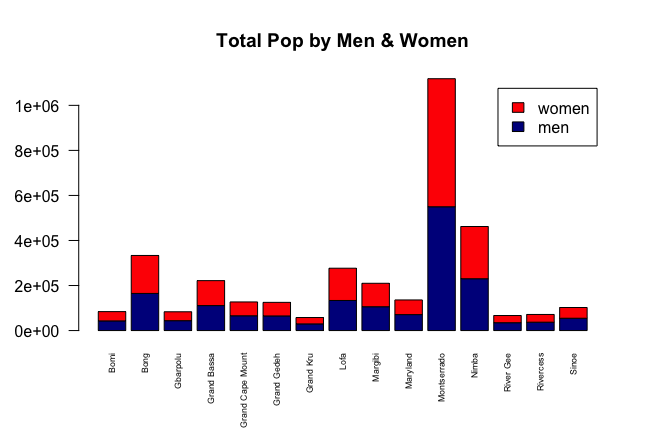 Total Pop by Men & Women
1e+06
8e+05
6e+05
4e+05
2e+05
0e+00
women
men
Bomi
Bong
Gbarpolu
Grand Bassa
Grand Cape Mount
Grand Gedeh
Grand Kru
Lofa
Margibi
Maryland
Montserrado
Nimba
River Gee
Rivercess
Sinoe